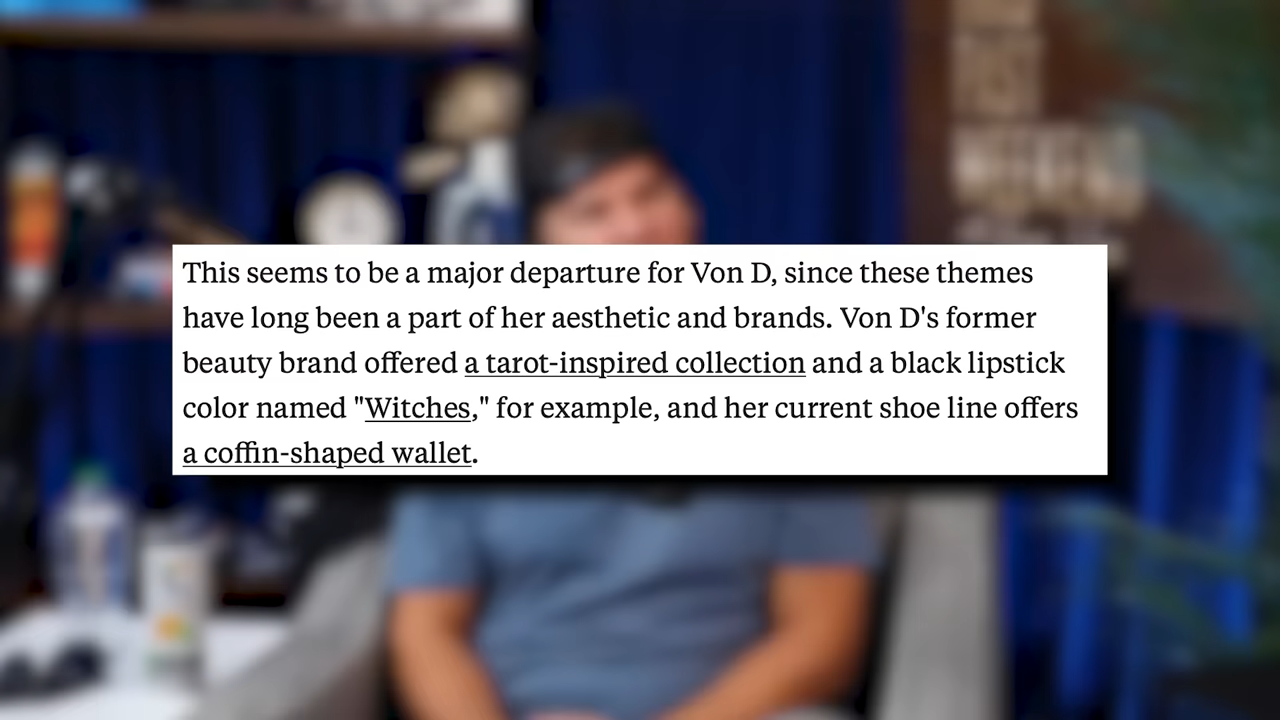 This seems to be a major departure for Von D, since these themes
have long been a part of her aesthetic and brands. Von D's former
beauty brand offered a tarot-inspired collection and a black lipstick
color named "Witches," for example, and her current shoe line offers
a coffin-shaped wallet.